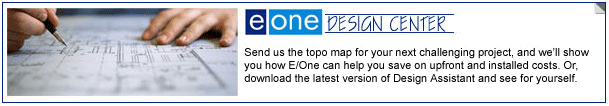 eone DESIGN CENTER
Send us the topo map for your next challenging project, and we'll show
you how E/One can help you save on upfront and installed costs. Or,
download the latest version of Design Assistant and see for yourself.